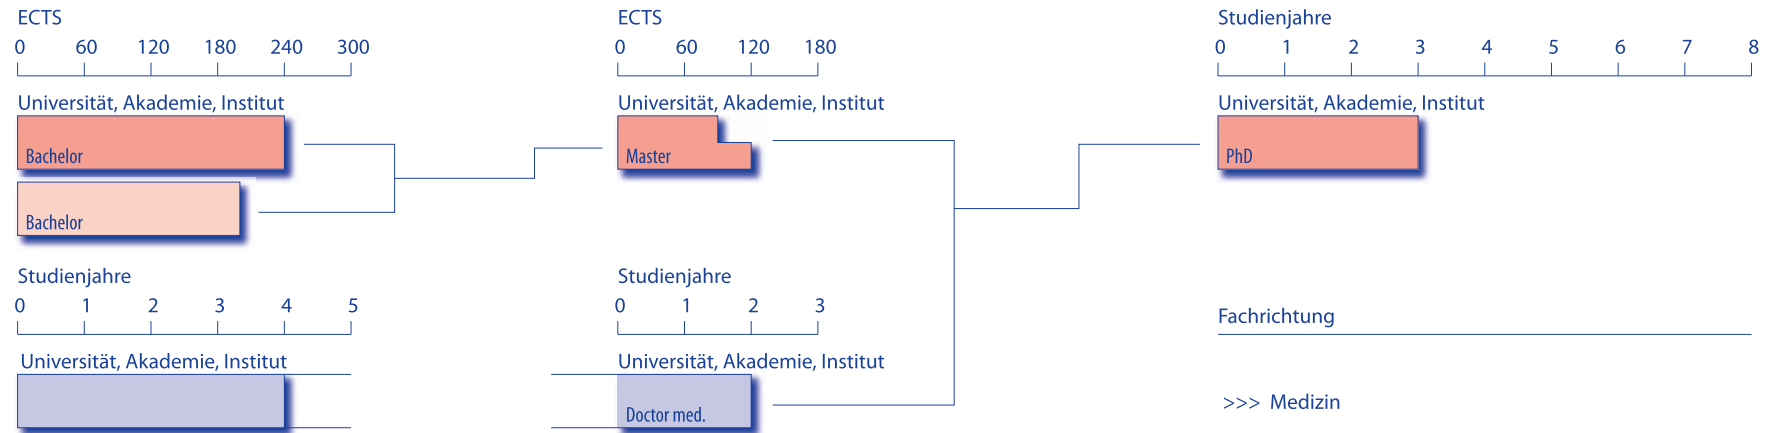 ECTS
0 60 120 180 240 300
Universität, Akademie, Institut
Bachelor
Bachelor
Studienjahre
0 1 2 3 4 5
Universität, Akademie, Institut
ECTS
0 60 120 180
Universität, Akademie, Institut
Master
Studienjahre
0 1 2 3
Universität, Akademie, Institut
Doctor med.
Studienjahre
0 1 2 3 4 5 6 7 8
Universität, Akademie, Institut
PhD
Fachrichtung
>>> Medizin